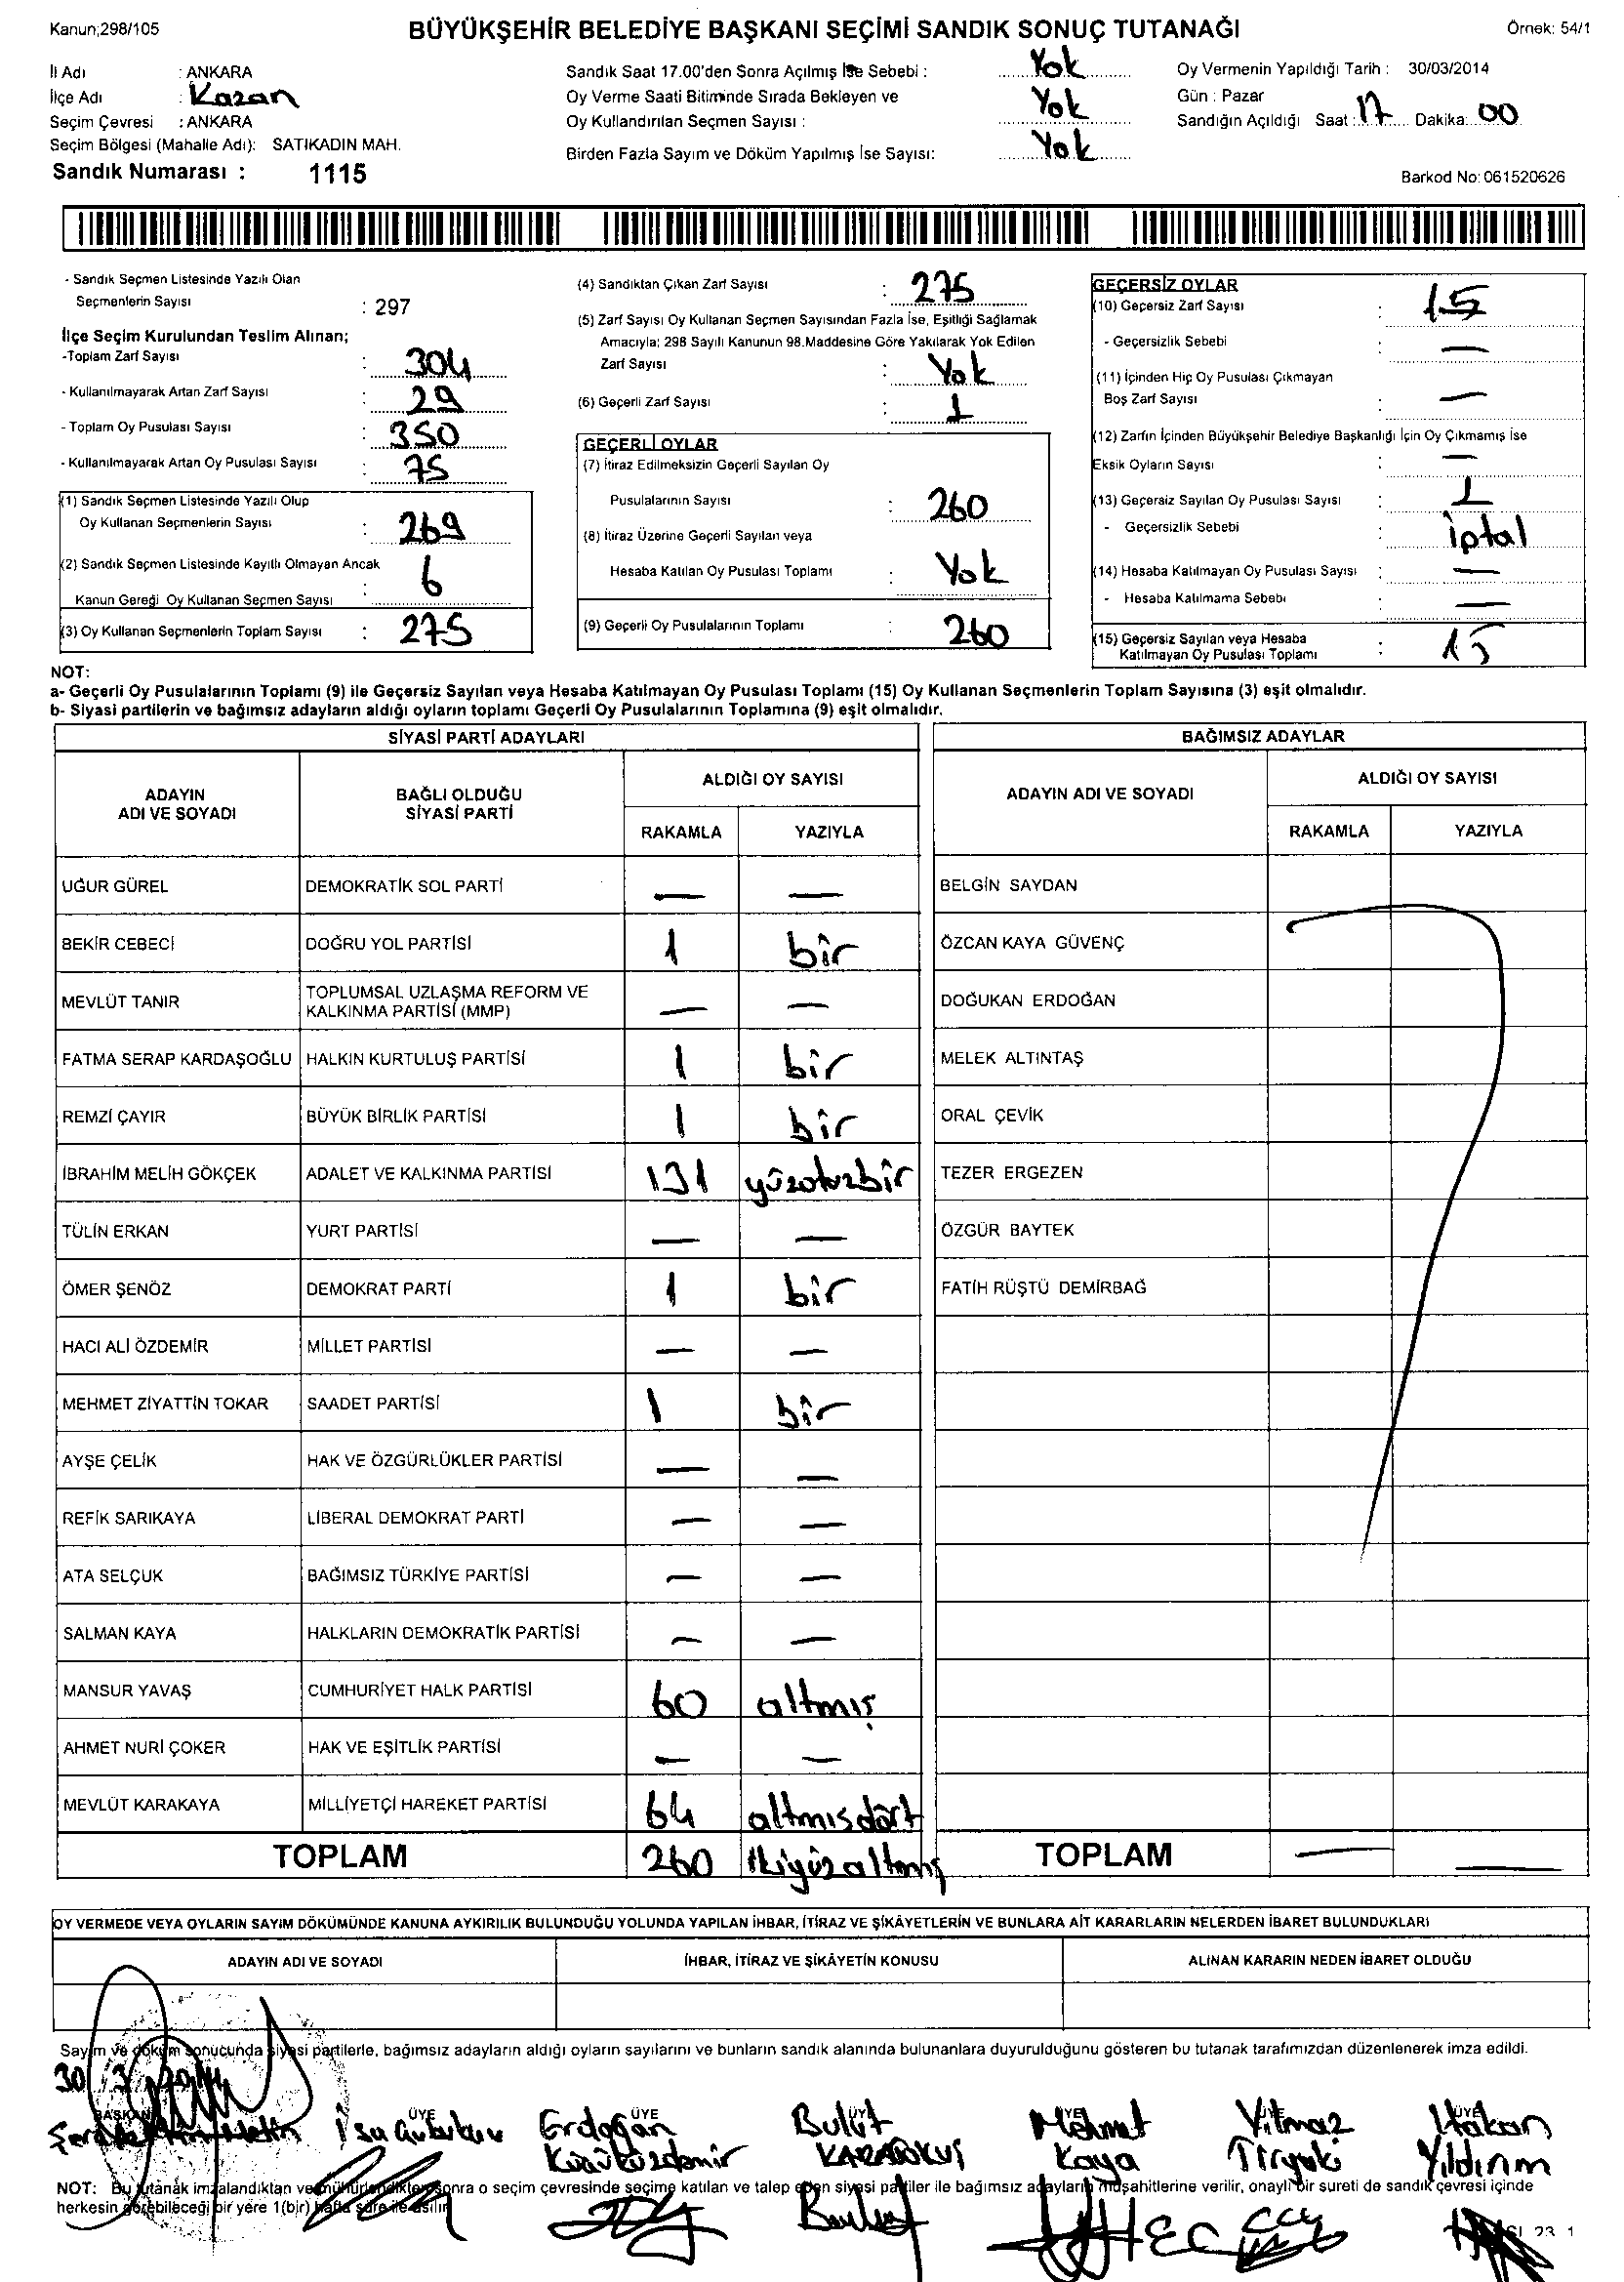 Kanun;298/105
BÜYÜKŞEHİR BELEDİYE BAŞKANI SEÇİMİ SANDIK SONUÇ TUTANAĞI
Örnek: 54/1
İl Adı : ANKARA
İlçe Adı : Kazan
Seçim Çevresi : ANKARA
Seçim Bölgesi (Mahalle Adı): SATIKADIN MAH.
Sandık Numarası : 1115
Sandık Saat 17.00'den Sonra Açılmış İse Sebebi : Yok
Oy Verme Saati Bitiminde Sırada Bekleyen ve
Oy Kullandırılan Seçmen Sayısı : Yok
Birden Fazla Sayım ve Döküm Yapılmış İse Sayısı: Yok
Oy Vermenin Yapıldığı Tarih : 30/03/2014
Gün : Pazar
Sandığın Açıldığı Saat : 17 Dakika: 00
Barkod No: 061520626
- Sandık Seçmen Listesinde Yazılı Olan
Seçmenlerin Sayısı : 297
İlçe Seçim Kurulundan Teslim Alınan;
-Toplam Zarf Sayısı : 304
- Kullanılmayarak Artan Zarf Sayısı : 29
- Toplam Oy Pusulası Sayısı : 350
- Kullanılmayarak Artan Oy Pusulası Sayısı : 75
(1) Sandık Seçmen Listesinde Yazılı Olup
Oy Kullanan Seçmenlerin Sayısı : 269
(2) Sandık Seçmen Listesinde Kayıtlı Olmayan Ancak
Kanun Gereği Oy Kullanan Seçmen Sayısı : 6
(3) Oy Kullanan Seçmenlerin Toplam Sayısı : 275
(4) Sandıktan Çıkan Zarf Sayısı : 275
(5) Zarf Sayısı Oy Kullanan Seçmen Sayısından Fazla İse, Eşitliği Sağlamak
Amacıyla; 298 Sayılı Kanunun 98.Maddesine Göre Yakılarak Yok Edilen
Zarf Sayısı : Yok
(6) Geçerli Zarf Sayısı : 1
GEÇERLİ OYLAR
(7) İtiraz Edilmeksizin Geçerli Sayılan Oy
Pusulalarının Sayısı : 260
(8) İtiraz Üzerine Geçerli Sayılan veya
Hesaba Katılan Oy Pusulası Toplamı : Yok
(9) Geçerli Oy Pusulalarının Toplamı : 260
GEÇERSİZ OYLAR
(10) Geçersiz Zarf Sayısı : 15
- Geçersizlik Sebebi : —
(11) İçinden Hiç Oy Pusulası Çıkmayan
Boş Zarf Sayısı : —
(12) Zarfın İçinden Büyükşehir Belediye Başkanlığı İçin Oy Çıkmamış İse
Eksik Oyların Sayısı : —
(13) Geçersiz Sayılan Oy Pusulası Sayısı : 1
- Geçersizlik Sebebi : iptal
(14) Hesaba Katılmayan Oy Pusulası Sayısı : —
- Hesaba Katılmama Sebebi : —
(15) Geçersiz Sayılan veya Hesaba
Katılmayan Oy Pusulası Toplamı : 15
NOT:
a- Geçerli Oy Pusulalarının Toplamı (9) ile Geçersiz Sayılan veya Hesaba Katılmayan Oy Pusulası Toplamı (15) Oy Kullanan Seçmenlerin Toplam Sayısına (3) eşit olmalıdır.
b- Siyasi partilerin ve bağımsız adayların aldığı oyların toplamı Geçerli Oy Pusulalarının Toplamına (9) eşit olmalıdır.
SİYASİ PARTİ ADAYLARI
ADAYIN ADI VE SOYADI BAĞLI OLDUĞU SİYASİ PARTİ ALDIĞI OY SAYISI
RAKAMLA YAZIYLA
UĞUR GÜREL DEMOKRATİK SOL PARTİ — —
BEKİR CEBECİ DOĞRU YOL PARTİSİ 1 bir
MEVLÜT TANIR TOPLUMSAL UZLAŞMA REFORM VE KALKINMA PARTİSİ (MMP) — —
FATMA SERAP KARDAŞOĞLU HALKIN KURTULUŞ PARTİSİ 1 bir
REMZİ ÇAYIR BÜYÜK BİRLİK PARTİSİ 1 bir
İBRAHİM MELİH GÖKÇEK ADALET VE KALKINMA PARTİSİ 131 yüzotuzbir
TÜLİN ERKAN YURT PARTİSİ — —
ÖMER ŞENÖZ DEMOKRAT PARTİ 1 bir
HACI ALİ ÖZDEMİR MİLLET PARTİSİ — —
MEHMET ZİYATTİN TOKAR SAADET PARTİSİ 1 bir
AYŞE ÇELİK HAK VE ÖZGÜRLÜKLER PARTİSİ — —
REFİK SARIKAYA LİBERAL DEMOKRAT PARTİ — —
ATA SELÇUK BAĞIMSIZ TÜRKİYE PARTİSİ — —
SALMAN KAYA HALKLARIN DEMOKRATİK PARTİSİ — —
MANSUR YAVAŞ CUMHURİYET HALK PARTİSİ 60 altmış
AHMET NURİ ÇOKER HAK VE EŞİTLİK PARTİSİ — —
MEVLÜT KARAKAYA MİLLİYETÇİ HAREKET PARTİSİ 64 altmışdört
TOPLAM 260 ikiyüzaltmış
BAĞIMSIZ ADAYLAR
ADAYIN ADI VE SOYADI ALDIĞI OY SAYISI
RAKAMLA YAZIYLA
BELGİN SAYDAN
ÖZCAN KAYA GÜVENÇ
DOĞUKAN ERDOĞAN
MELEK ALTINTAŞ
ORAL ÇEVİK
TEZER ERGEZEN
ÖZGÜR BAYTEK
FATİH RÜŞTÜ DEMİRBAĞ
TOPLAM — —
OY VERMEDE VEYA OYLARIN SAYIM DÖKÜMÜNDE KANUNA AYKIRILIK BULUNDUĞU YOLUNDA YAPILAN İHBAR, İTİRAZ VE ŞİKÂYETLERİN VE BUNLARA AİT KARARLARIN NELERDEN İBARET BULUNDUKLARI
ADAYIN ADI VE SOYADI İHBAR, İTİRAZ VE ŞİKÂYETİN KONUSU ALINAN KARARIN NEDEN İBARET OLDUĞU
Sayım ve döküm sonucunda siyasi partilerle, bağımsız adayların aldığı oyların sayılarını ve bunların sandık alanında bulunanlara duyurulduğunu gösteren bu tutanak tarafımızdan düzenlenerek imza edildi.
30/3/2014
BAŞKAN ÜYE ÜYE ÜYE ÜYE ÜYE ÜYE
Metin İsa Erdoğan Bulut Mehmet Yılmaz Hakan
KARAKUŞ Kaya Tiryaki Yıldırım
NOT: Bu tutanak imzalandıktan ve mühürlendikten sonra o seçim çevresinde seçime katılan ve talep eden siyasi partiler ile bağımsız adayların müşahitlerine verilir, onaylı bir sureti de sandık çevresi içinde
herkesin görebileceği bir yere 1(bir) hafta süre ile asılır.